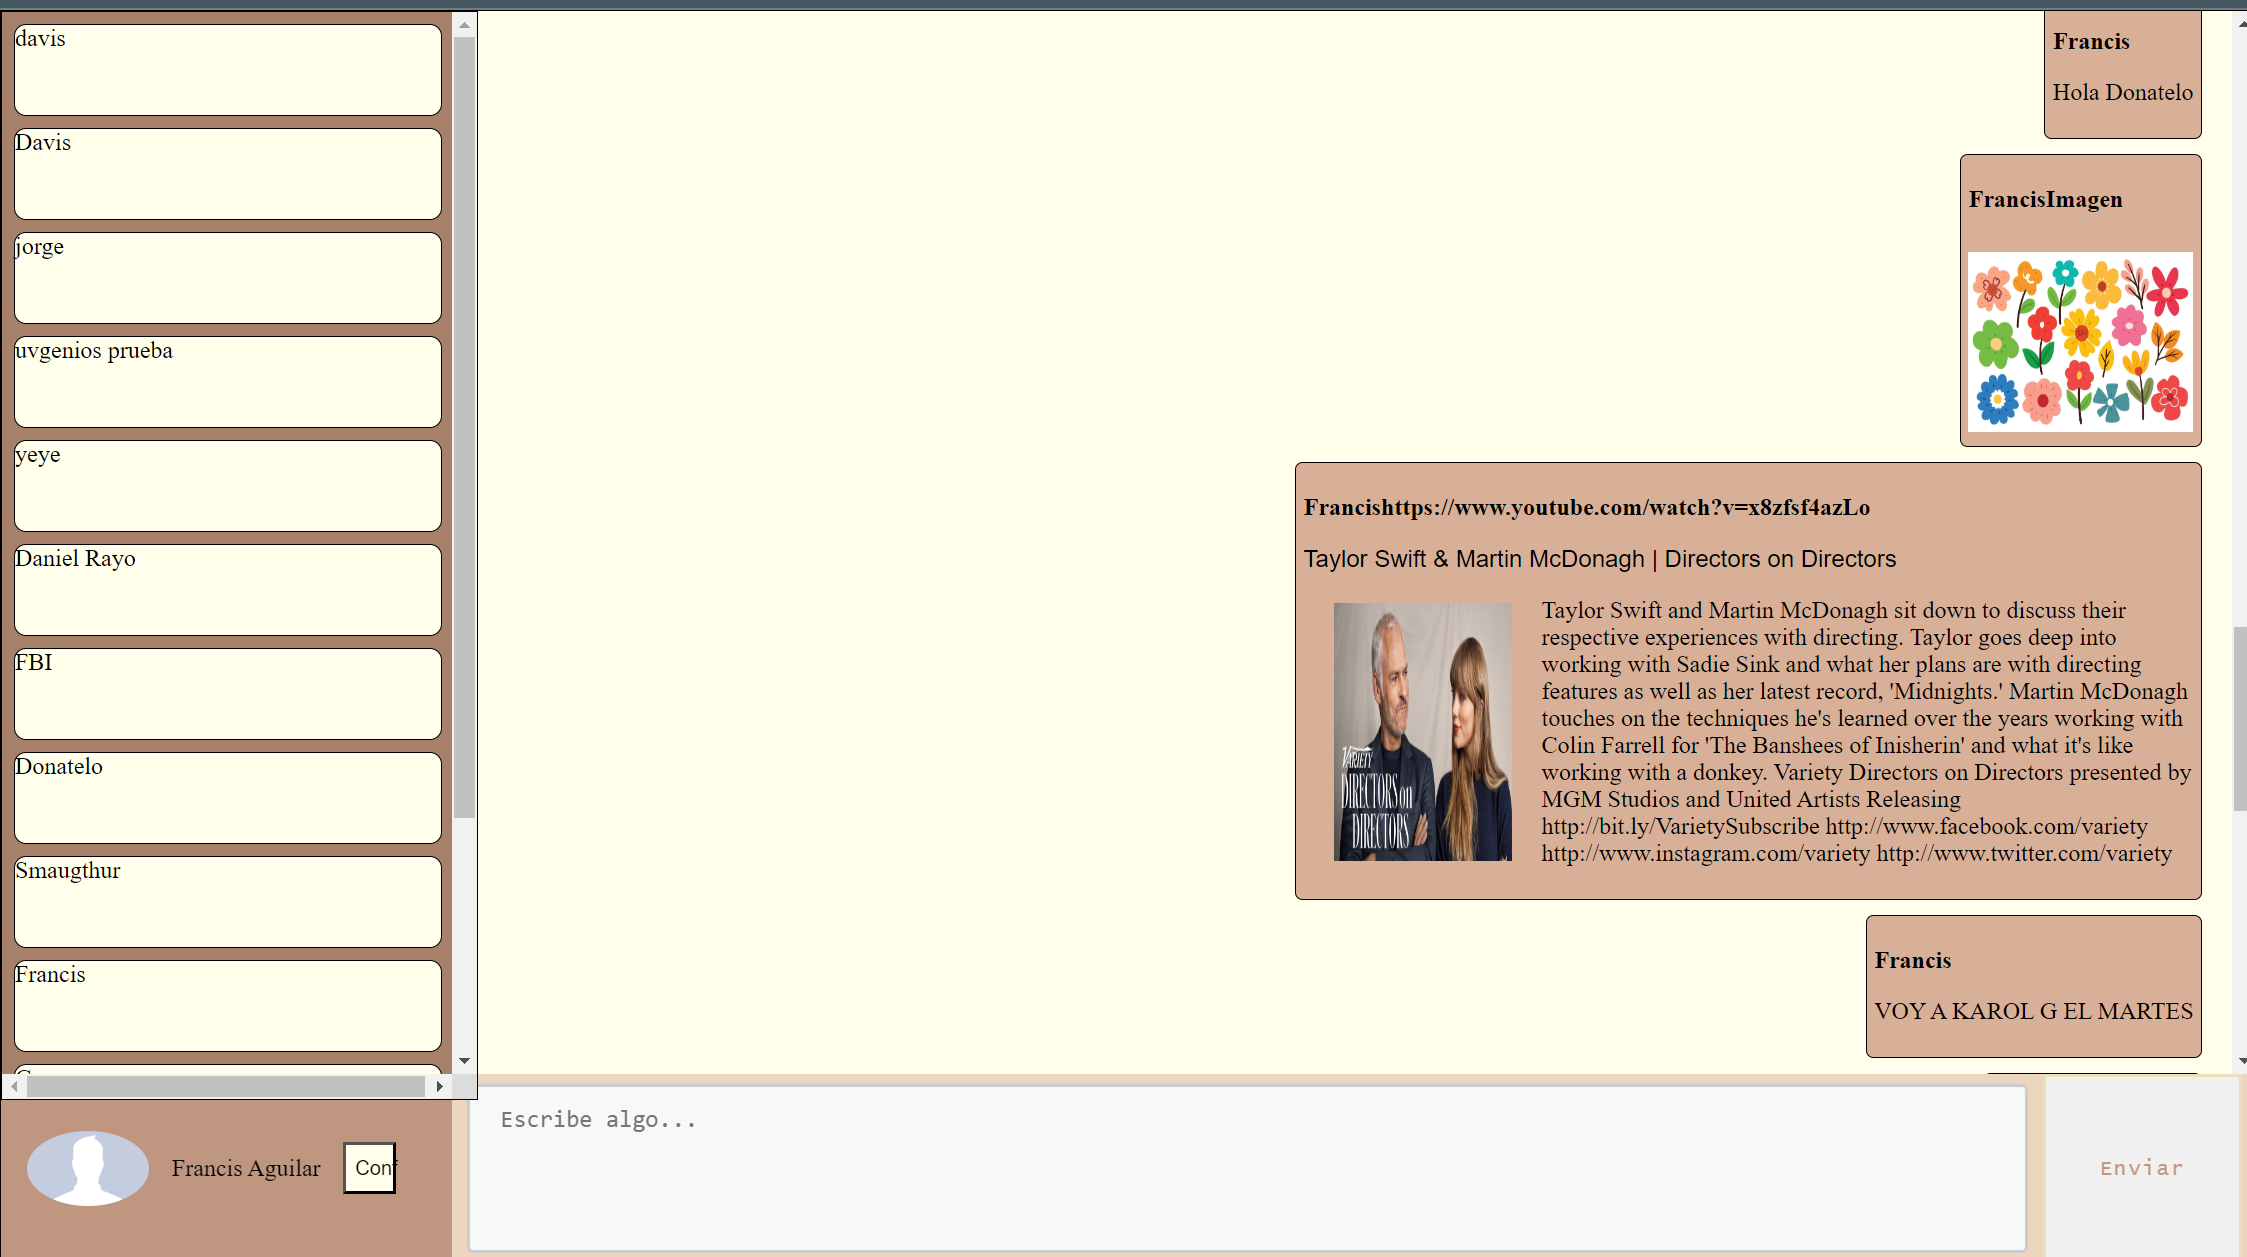 davis
Davis
jorge
uvgenios prueba
yeye
Daniel Rayo
FBI
Donatelo
Smaugthur
Francis
Francis Aguilar
Conf
Francis
Hola Donatelo
FrancisImagen
Francishttps://www.youtube.com/watch?v=x8zfsf4azLo
Taylor Swift & Martin McDonagh | Directors on Directors
VARIETY
DIRECTORS on
DIRECTORS
Taylor Swift and Martin McDonagh sit down to discuss their
respective experiences with directing. Taylor goes deep into
working with Sadie Sink and what her plans are with directing
features as well as her latest record, 'Midnights.' Martin McDonagh
touches on the techniques he's learned over the years working with
Colin Farrell for 'The Banshees of Inisherin' and what it's like
working with a donkey. Variety Directors on Directors presented by
MGM Studios and United Artists Releasing
http://bit.ly/VarietySubscribe http://www.facebook.com/variety
http://www.instagram.com/variety http://www.twitter.com/variety
Francis
VOY A KAROL G EL MARTES
Escribe algo...
Enviar